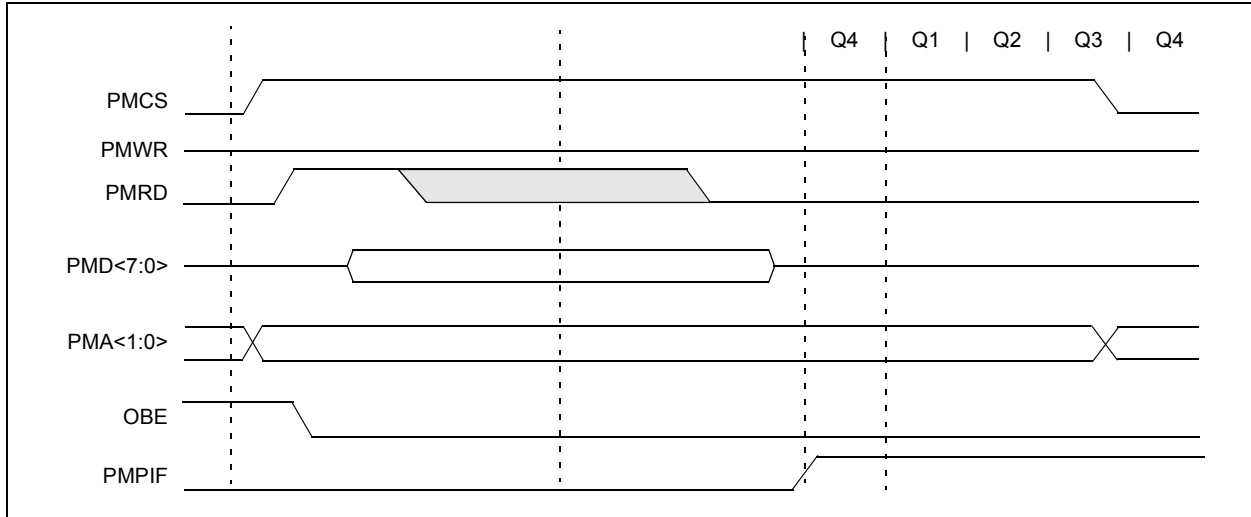 | Q4 | Q1 | Q2 | Q3 | Q4
PMCS
PMWR
PMRD
PMD<7:0>
PMA<1:0>
OBE
PMPIF